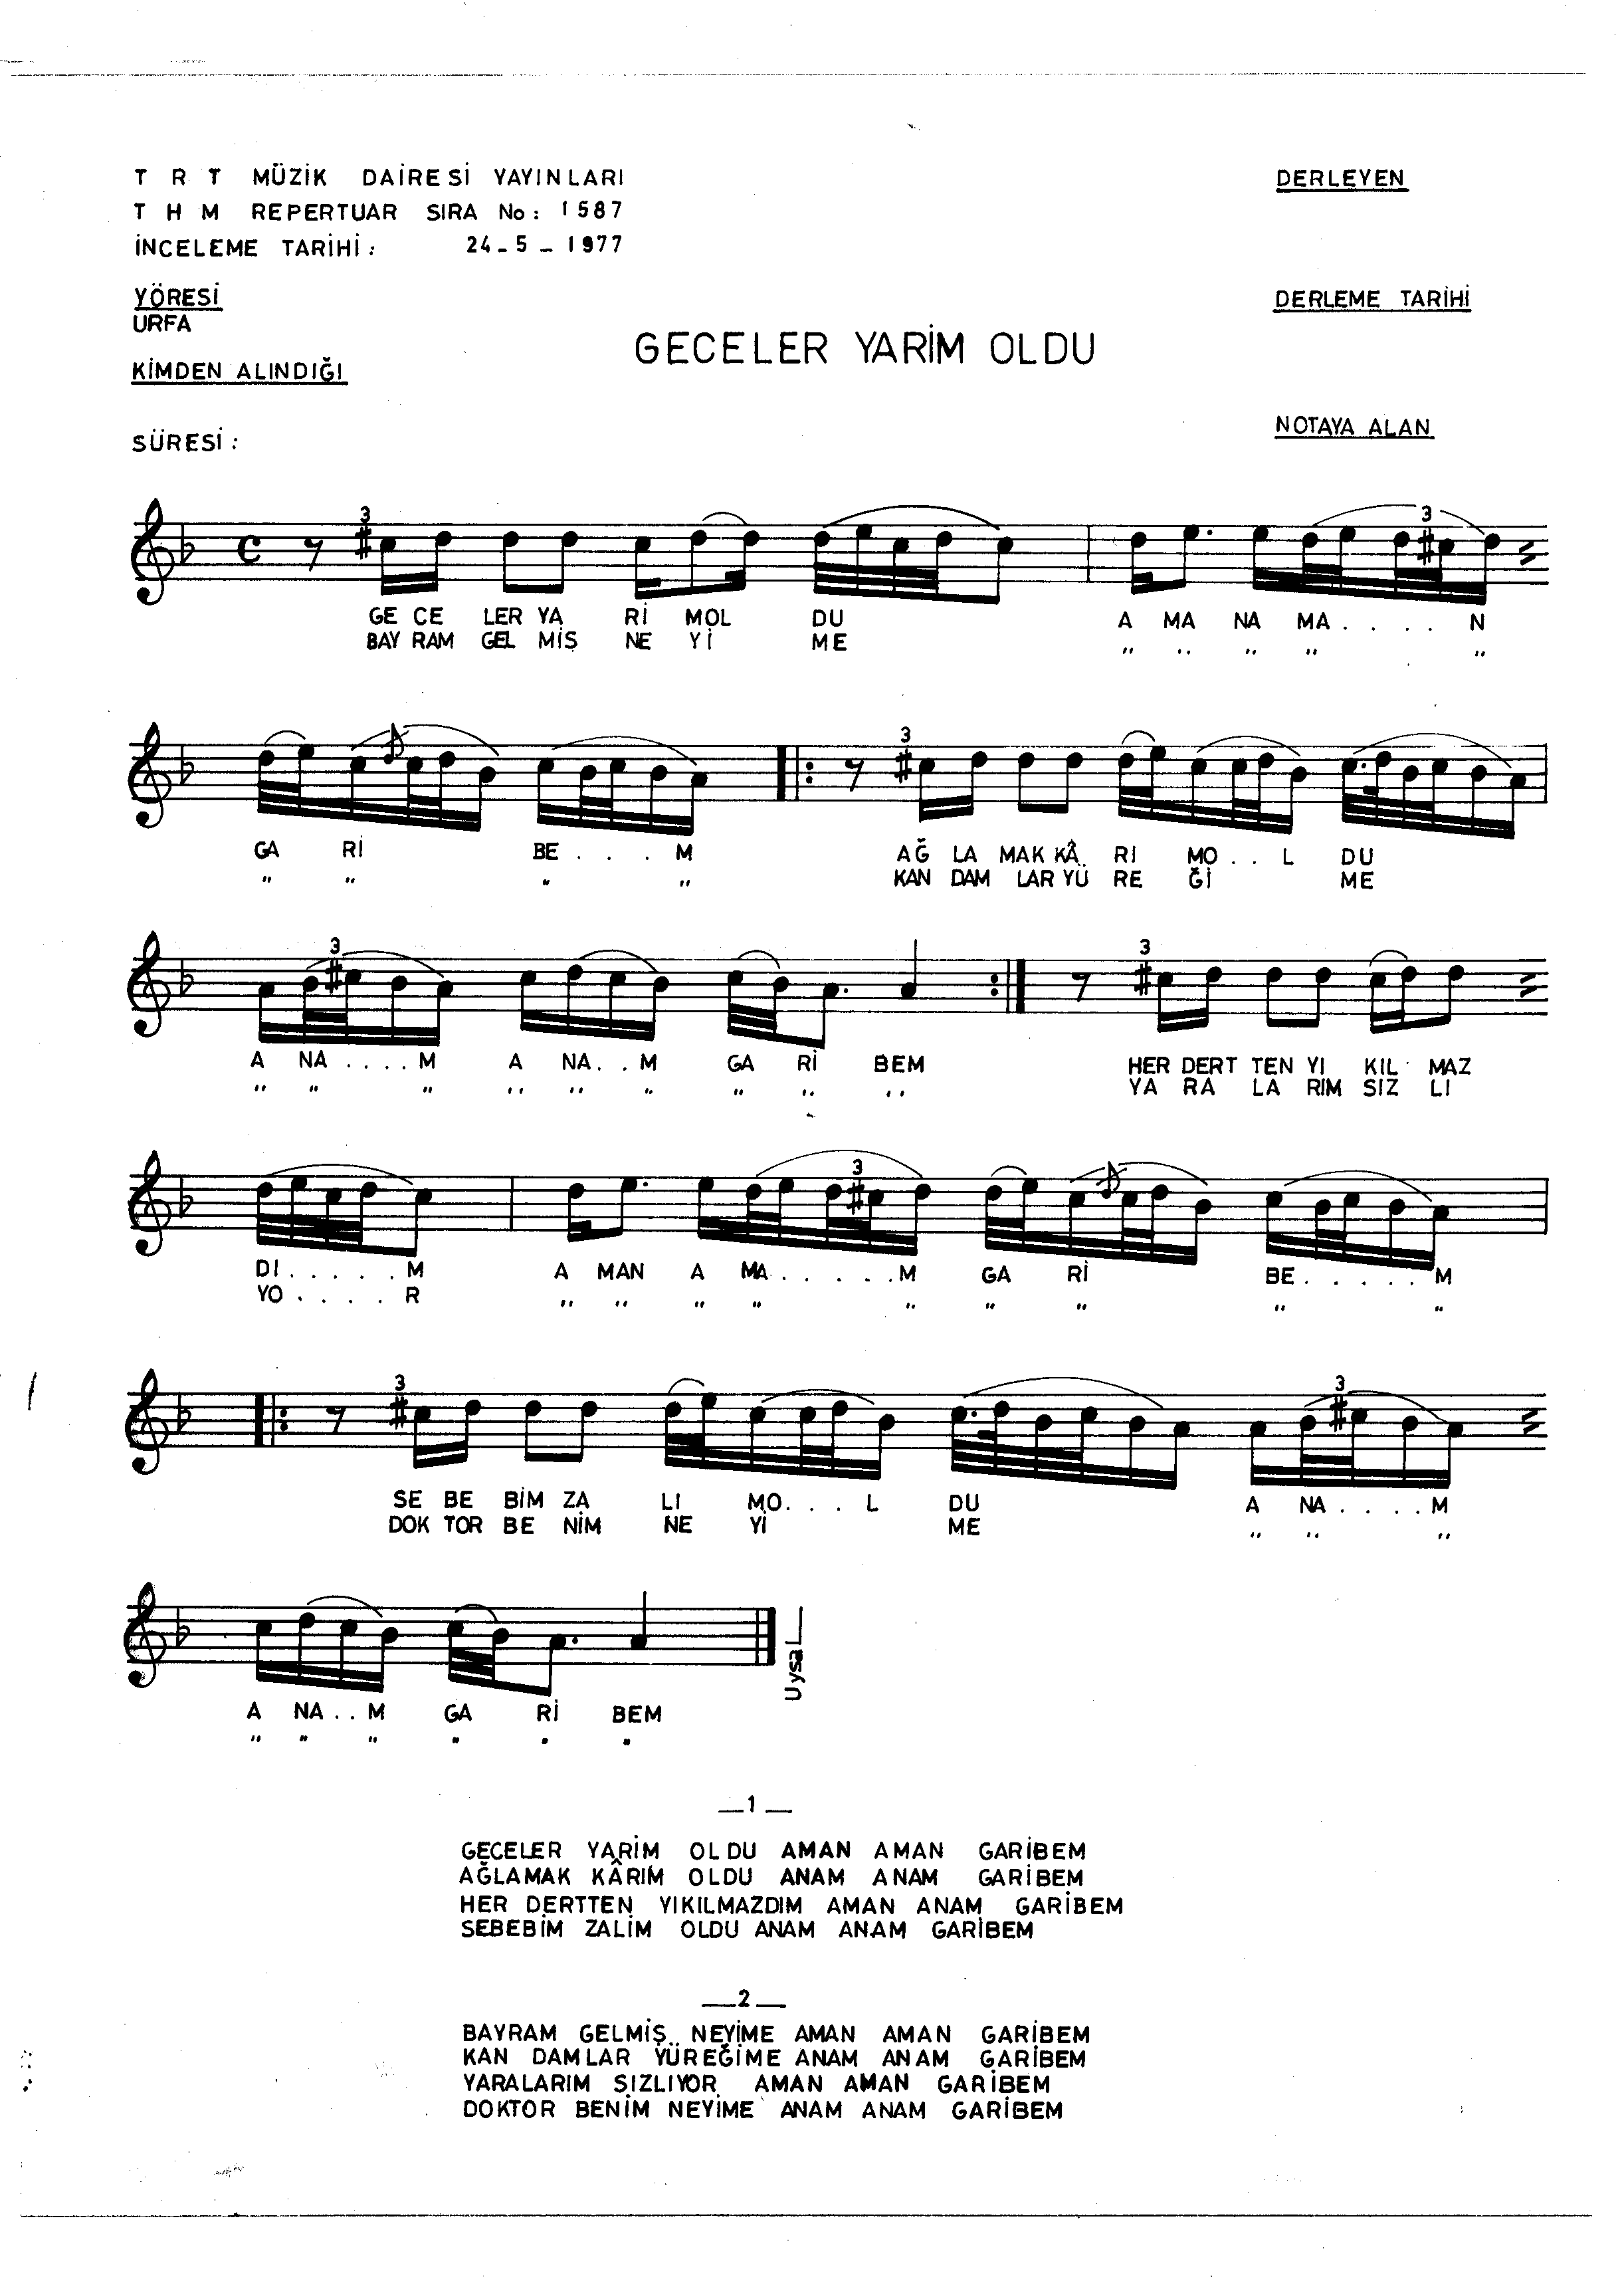 T R T MÜZİK DAİRESİ YAYINLARI
T H M REPERTUAR SIRA No: 1587
İNCELEME TARİHİ: 24-5-1977
YÖRESİ
URFA
KİMDEN ALINDIĞI
SÜRESİ:
DERLEYEN
DERLEME TARİHİ
NOTAYA ALAN
GECELER YARİM OLDU
3 3
GE CE LER YA Rİ MOL DU A MA NA MA.... N
BAY RAM GEL MİŞ NE Yİ ME " " " " "
3
GA Rİ BE... M AĞ LA MAK KÂ RI MO.. L DU
" " " " KAN DAM LAR YÜ RE Ğİ ME
3 3
A NA.... M A NA.. M GA Rİ BEM HER DERT TEN YI KIL MAZ
" " " " " " " " " YA RA LA RIM SIZ LI
3
DI..... M A MAN A MA..... M GA Rİ BE..... M
YO.... R " " " " " " " " "
3 3
SE BE BİM ZA LI MO... L DU A NA.... M
DOK TOR BE NİM NE Yİ ME " " "
A NA.. M GA Rİ BEM
" " " " " "
Uysal
—1—
GECELER YARİM OLDU AMAN AMAN GARİBEM
AĞLAMAK KÂRIM OLDU ANAM ANAM GARİBEM
HER DERTTEN YIKILMAZDIM AMAN ANAM GARİBEM
SEBEBİM ZALİM OLDU ANAM ANAM GARİBEM
—2—
BAYRAM GELMİŞ NEYİME AMAN AMAN GARİBEM
KAN DAMLAR YÜREĞİME ANAM ANAM GARİBEM
YARALARIM SIZLIYOR AMAN AMAN GARİBEM
DOKTOR BENİM NEYİME ANAM ANAM GARİBEM